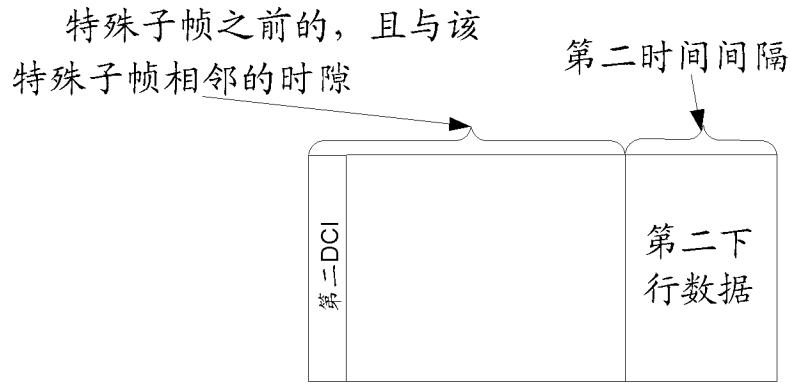 特殊子帧之前的，且与该
特殊子帧相邻的时隙
第二时间间隔
第二DCI
第二下
行数据